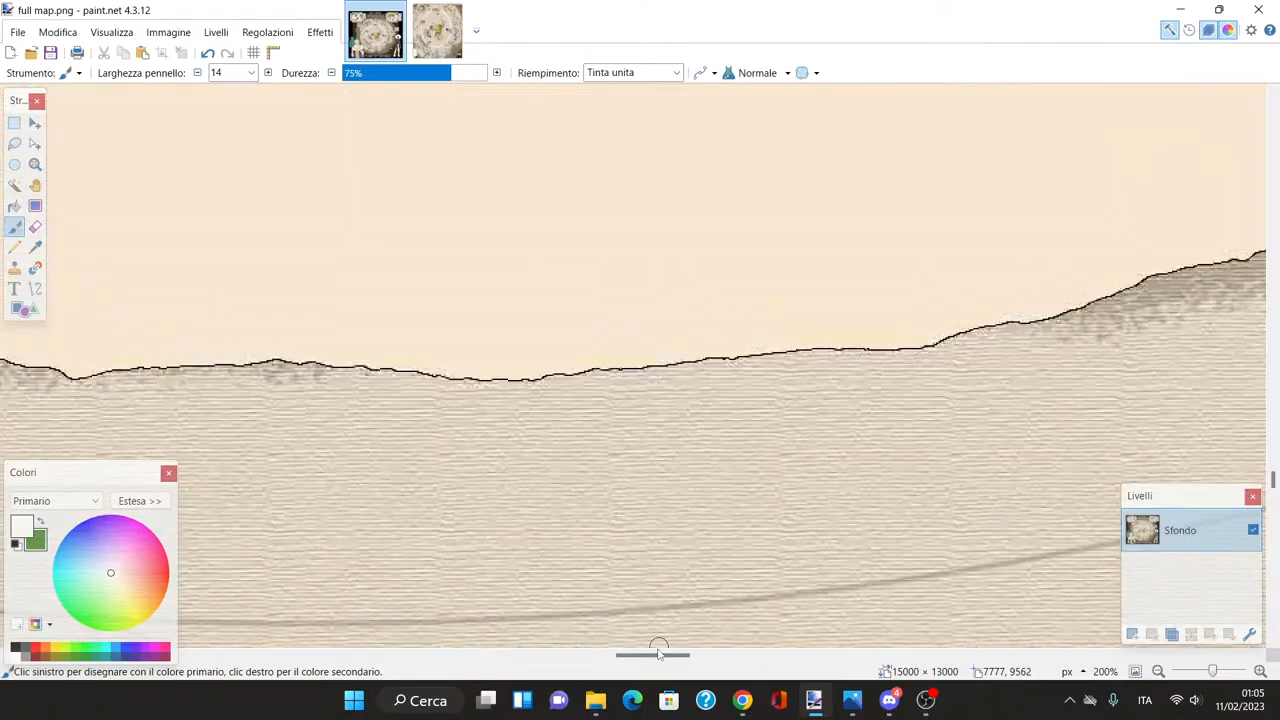 full map.png - paint.net 4.3.12
File Modifica Visualizza Immagine Livelli Regolazioni Effetti
Strumento: Larghezza pennello: 14 Durezza: 75% Riempimento: Tinta unita Normale
Str...
Colori
Primario Estesa >>
Livelli
Sfondo
Clic sinistro per disegnare con il colore primario, clic destro per il colore secondario. 15000 × 13000 7777, 9562 px 200%
Cerca 4 ITA 01:05
11/02/2023